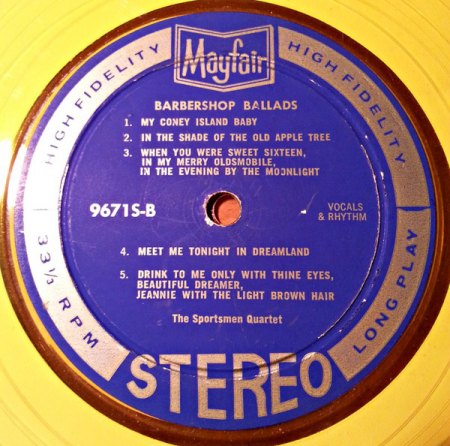 Mayfair
HIGH FIDELITY
HIGH FIDELITY
BARBERSHOP BALLADS
1. MY CONEY ISLAND BABY
2. IN THE SHADE OF THE OLD APPLE TREE
3. WHEN YOU WERE SWEET SIXTEEN,
IN MY MERRY OLDSMOBILE,
IN THE EVENING BY THE MOONLIGHT
9671S-B
VOCALS
& RHYTHM
4. MEET ME TONIGHT IN DREAMLAND
5. DRINK TO ME ONLY WITH THINE EYES,
BEAUTIFUL DREAMER,
JEANNIE WITH THE LIGHT BROWN HAIR
The Sportsmen Quartet
33⅓ RPM
LONG PLAY
STEREO